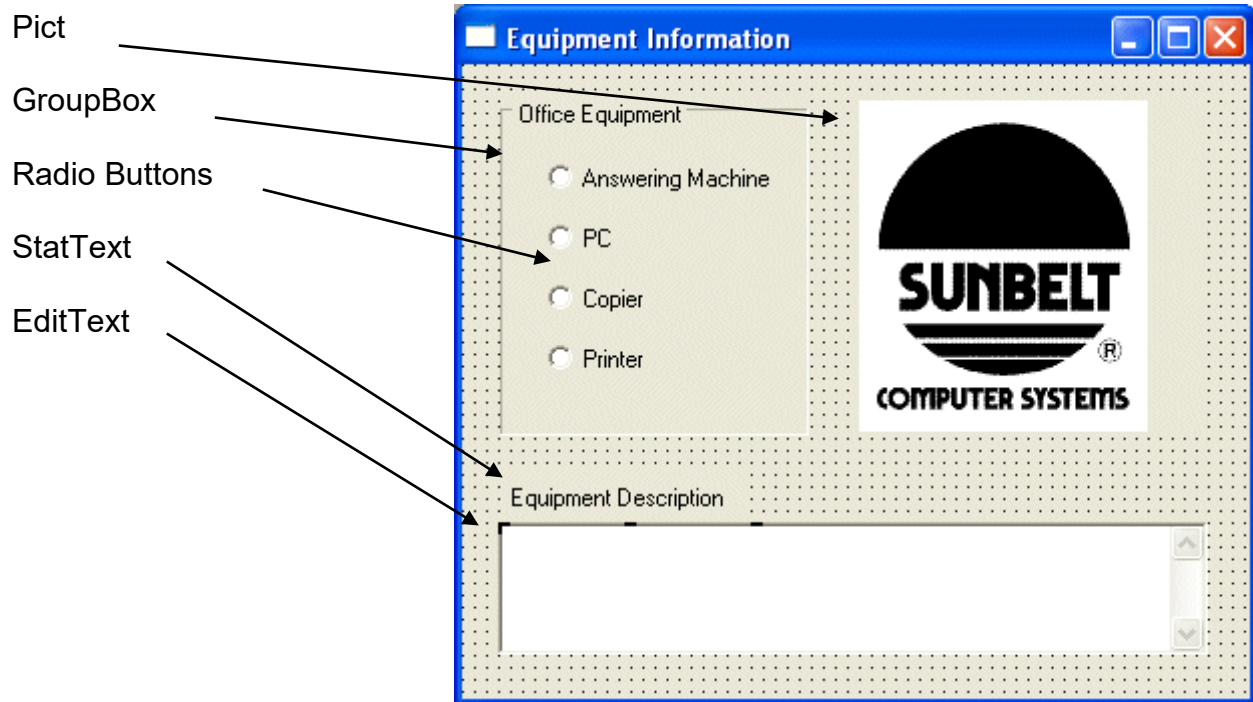 Pict
GroupBox
Radio Buttons
StatText
EditText
Equipment Information
Office Equipment
Answering Machine
PC
Copier
Printer
SUNBELT
®
COMPUTER SYSTEMS
Equipment Description